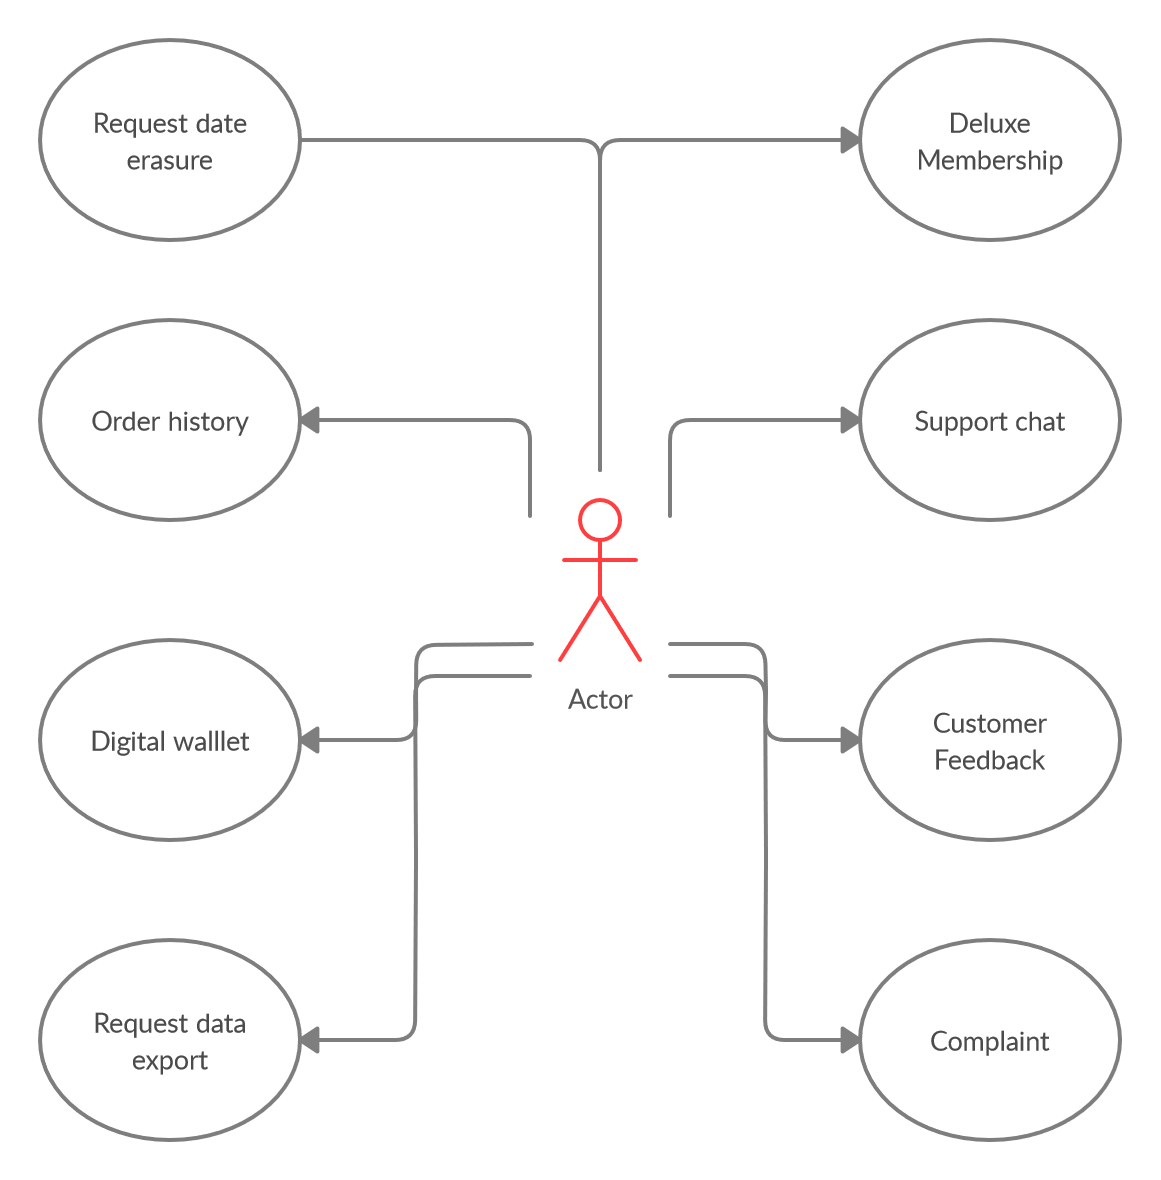 Request date
erasure
Deluxe
Membership
Order history
Support chat
Actor
Digital walllet
Customer
Feedback
Request data
export
Complaint